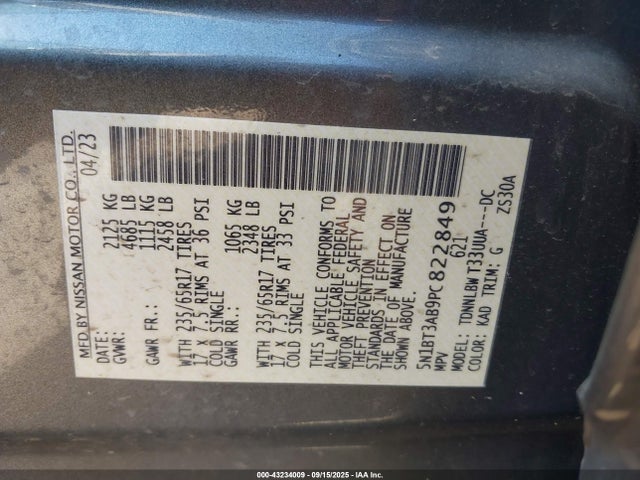 MFD BY NISSAN MOTOR CO., LTD.
DATE: 04/23
GVWR: 2125 KG
4685 LB
GAWR FR: 1115 KG
2458 LB
WITH 235/65R17 TIRES
17 X 7.5 RIMS AT 36 PSI
COLD SINGLE
GAWR RR: 1065 KG
2348 LB
WITH 235/65R17 TIRES
17 X 7.5 RIMS AT 33 PSI
COLD SINGLE
THIS VEHICLE CONFORMS TO
ALL APPLICABLE FEDERAL
MOTOR VEHICLE SAFETY AND
THEFT PREVENTION
STANDARDS IN EFFECT ON
THE DATE OF MANUFACTURE
SHOWN ABOVE.
5N1BT3AB9PC822849
MPV 621
TDNNLBW T33UUA----DC
COLOR: KAD TRIM: G ZS30A
000-43234009 - 09/15/2025 - IAA Inc.